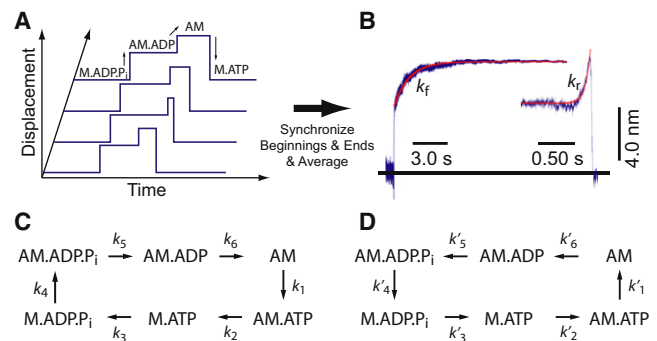 A
Displacement
M.ADP.Pi
AM.ADP
AM
M.ATP
Time
Synchronize
Beginnings & Ends
& Average
B
kf
kr
3.0 s
0.50 s
4.0 nm
C
k5
k6
AM.ADP.Pi
AM.ADP
AM
k4
k1
M.ADP.Pi
M.ATP
AM.ATP
k3
k2
D
k'5
k'6
AM.ADP.Pi
AM.ADP
AM
k'4
k'1
M.ADP.Pi
M.ATP
AM.ATP
k'3
k'2